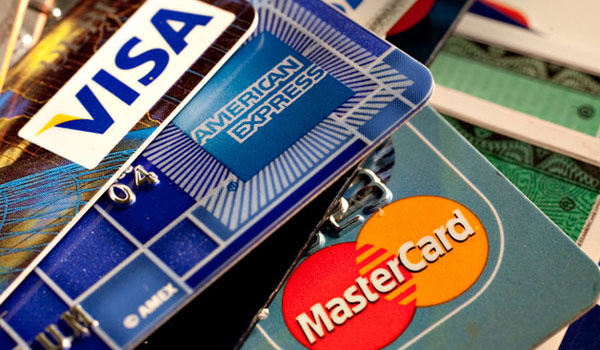 VISA
AMERICAN
EXPRESS
04
© AMEX
U.M.
MasterCard